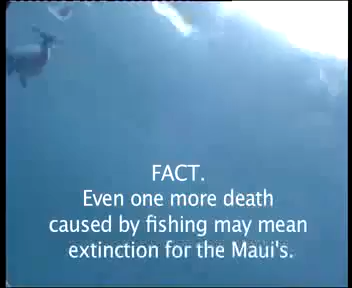 FACT.
Even one more death
caused by fishing may mean
extinction for the Maui's.